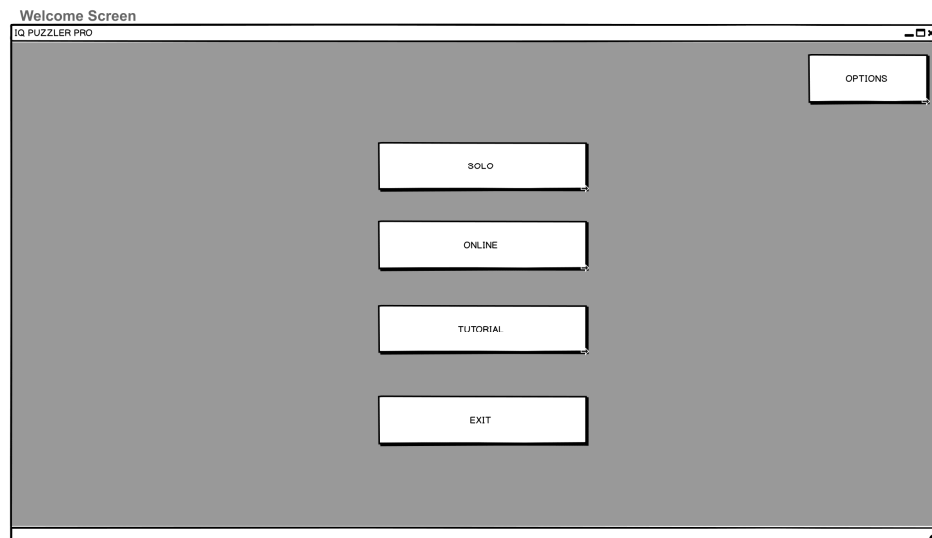 Welcome Screen
IQ PUZZLER PRO
OPTIONS
SOLO
ONLINE
TUTORIAL
EXIT